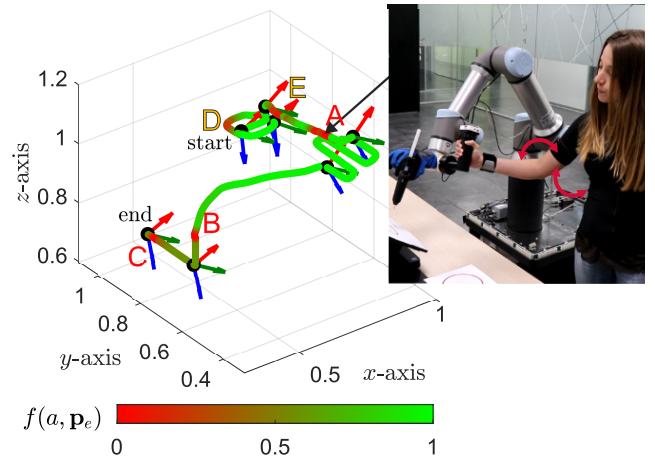 1.2
1
0.8
0.6
z-axis
E
A
D
start
end
B
C
1
0.8
0.6
0.4
y-axis
0.5
1
x-axis
f(a, pₑ)
0
0.5
1